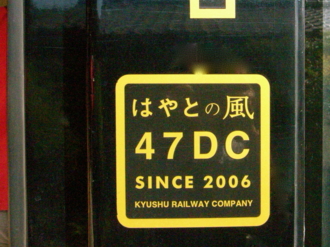 はやとの風
47DC
SINCE 2006
KYUSHU RAILWAY COMPANY